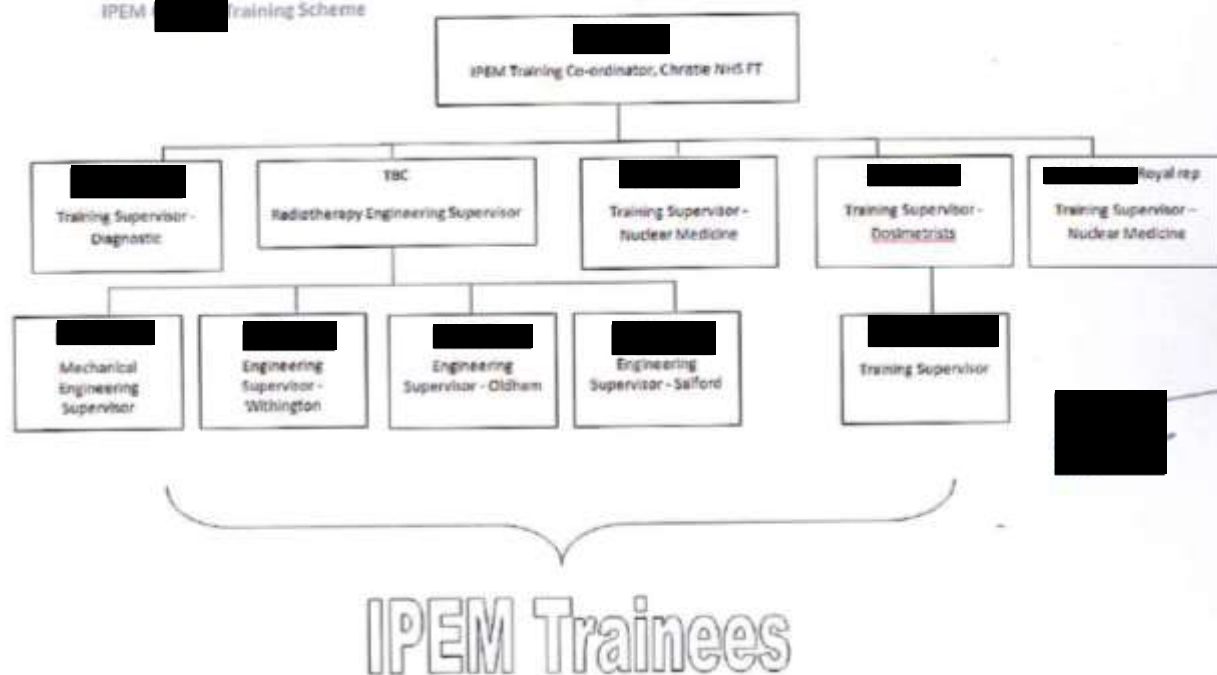 IPEM Training Scheme
IPEM Training Co-ordinator, Christie NHS FT
Training Supervisor -
Diagnostic
TBC
Radiotherapy Engineering Supervisor
Training Supervisor -
Nuclear Medicine
Training Supervisor -
Dosimetrists
Royal rep
Training Supervisor –
Nuclear Medicine
Mechanical
Engineering
Supervisor
Engineering
Supervisor -
Withington
Engineering
Supervisor - Oldham
Engineering
Supervisor - Salford
Training Supervisor
IPEM Trainees